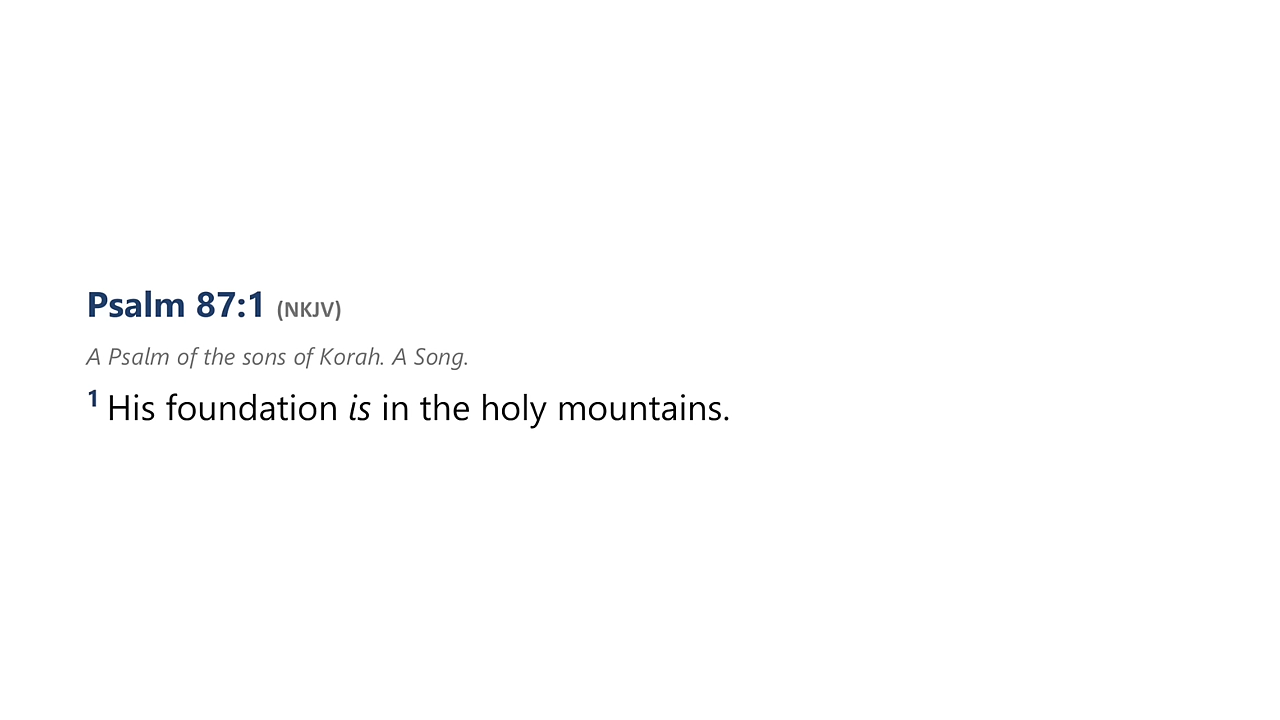 Psalm 87:1 (NKJV)
A Psalm of the sons of Korah. A Song.
1 His foundation is in the holy mountains.